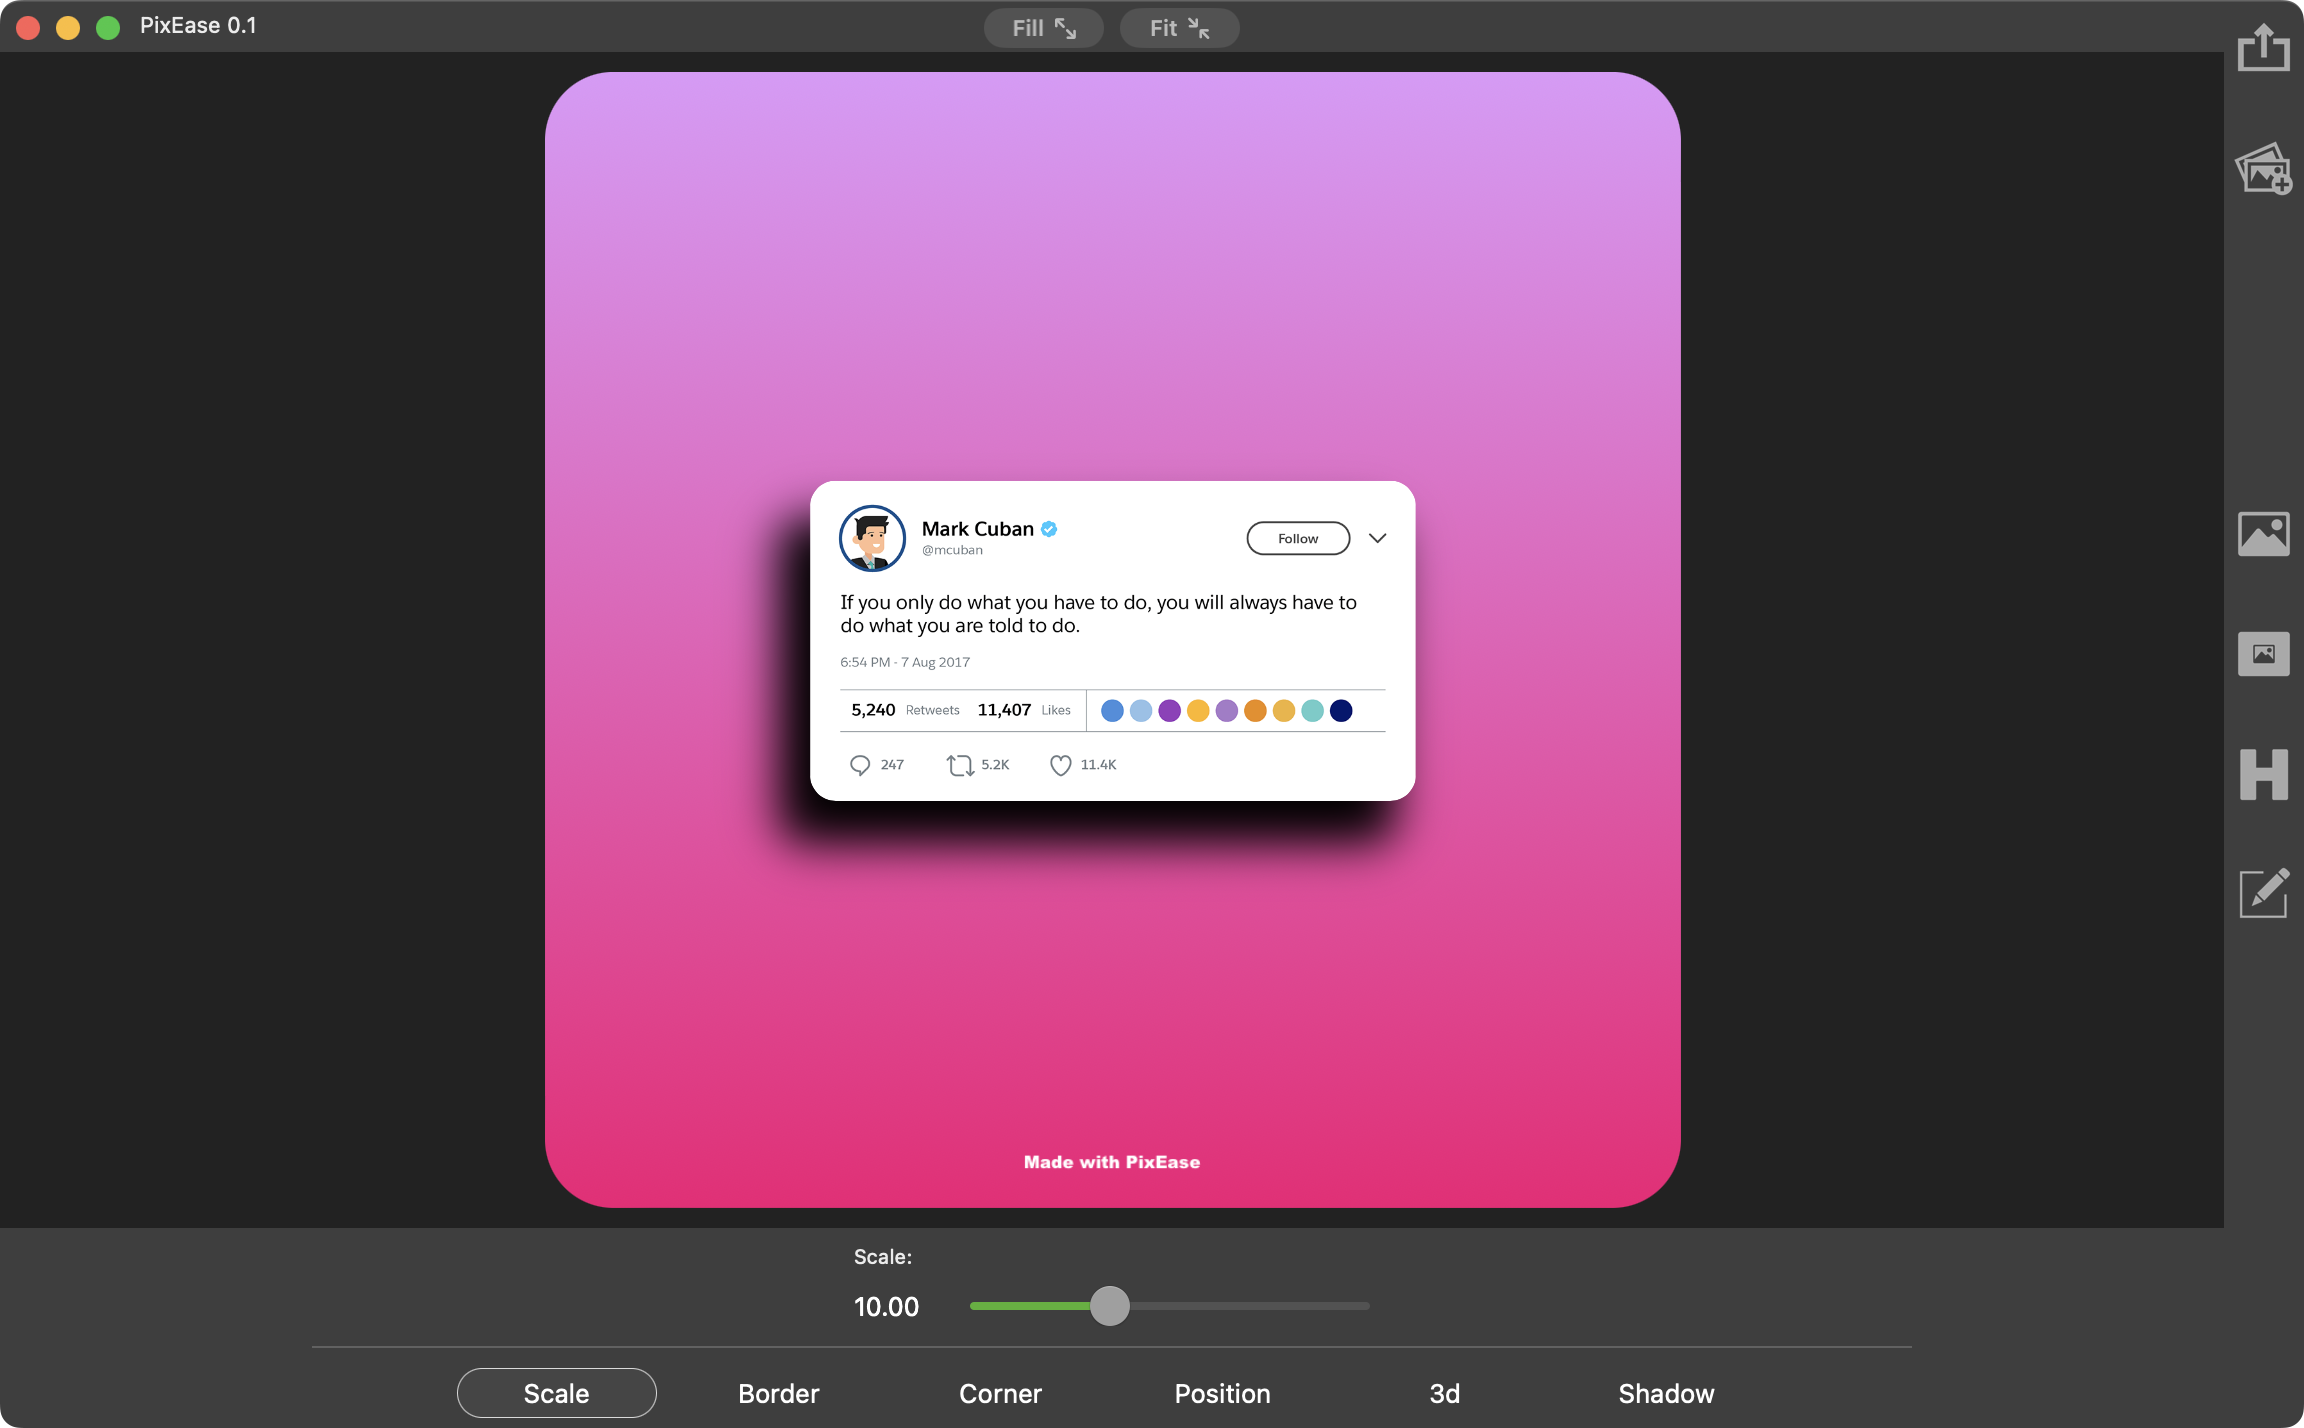 PixEase 0.1
Fill
Fit
Mark Cuban
@mcuban
Follow
If you only do what you have to do, you will always have to
do what you are told to do.
6:54 PM - 7 Aug 2017
5,240 Retweets 11,407 Likes
247 5.2K 11.4K
Made with PixEase
Scale:
10.00
Scale Border Corner Position 3d Shadow